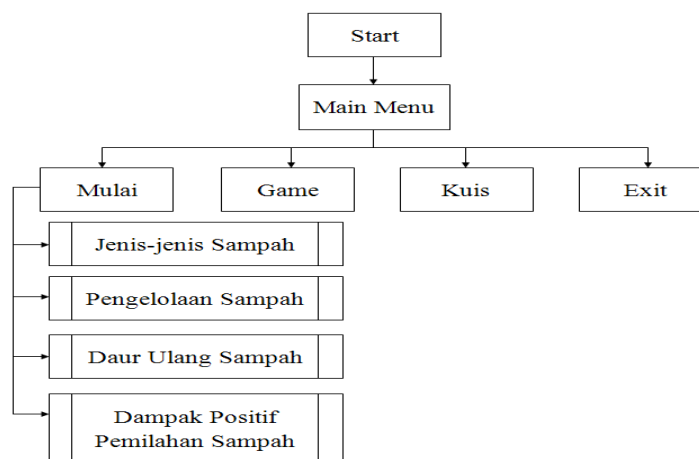 Start
Main Menu
Mulai
Game
Kuis
Exit
Jenis-jenis Sampah
Pengelolaan Sampah
Daur Ulang Sampah
Dampak Positif
Pemilahan Sampah